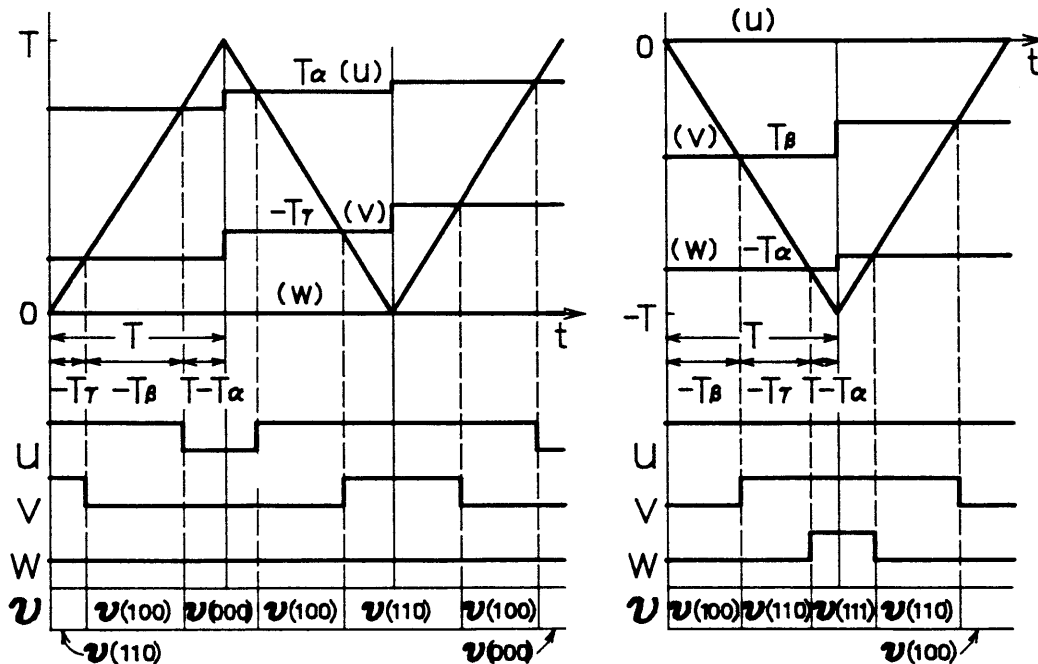 T
Tα (u)
-Tγ (v)
(w)
0
t
T
-Tγ -Tβ T-Tα
u
v
w
v v(100) v(000) v(100) v(110) v(100)
v(110) v(000)
0
(u)
t
(v) Tβ
(w) -Tα
-T
T
-Tβ -Tγ T-Tα
u
v
w
v v(100) v(110) v(111) v(110)
v(100)